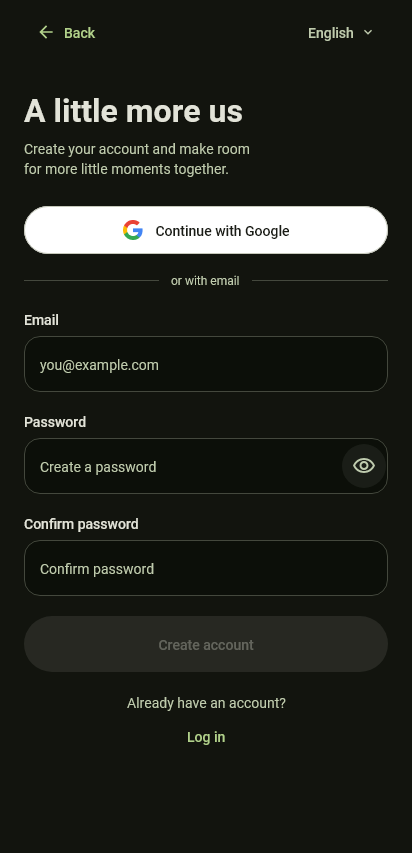 Back
English
A little more us
Create your account and make room
for more little moments together.
Continue with Google
or with email
Email
you@example.com
Password
Create a password
Confirm password
Confirm password
Create account
Already have an account?
Log in